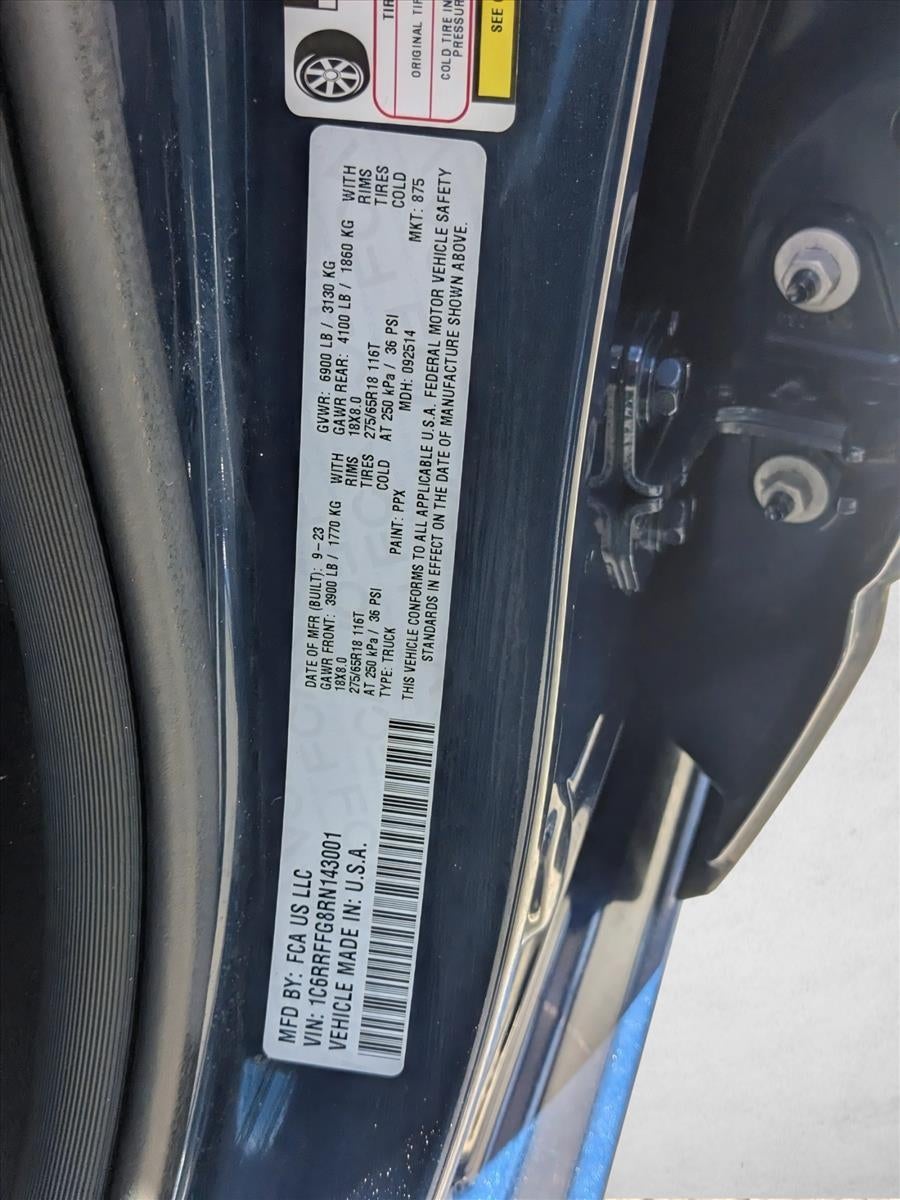 TIR
ORIGINAL TIR
COLD TIRE IN
PRESSUR
SEE
MFD BY: FCA US LLC
VIN: 1C6RRFFG8RN143001
VEHICLE MADE IN: U.S.A.
DATE OF MFR (BUILT): 9-23 GVWR: 6900 LB / 3130 KG
GAWR FRONT: 3900 LB / 1770 KG WITH GAWR REAR: 4100 LB / 1860 KG WITH
18X8.0 RIMS 18X8.0 RIMS
275/65R18 116T TIRES 275/65R18 116T TIRES
AT 250 kPa / 36 PSI COLD AT 250 kPa / 36 PSI COLD
TYPE: TRUCK PAINT: PPX MDH: 092514 MKT: 875
THIS VEHICLE CONFORMS TO ALL APPLICABLE U.S.A. FEDERAL MOTOR VEHICLE SAFETY
STANDARDS IN EFFECT ON THE DATE OF MANUFACTURE SHOWN ABOVE.